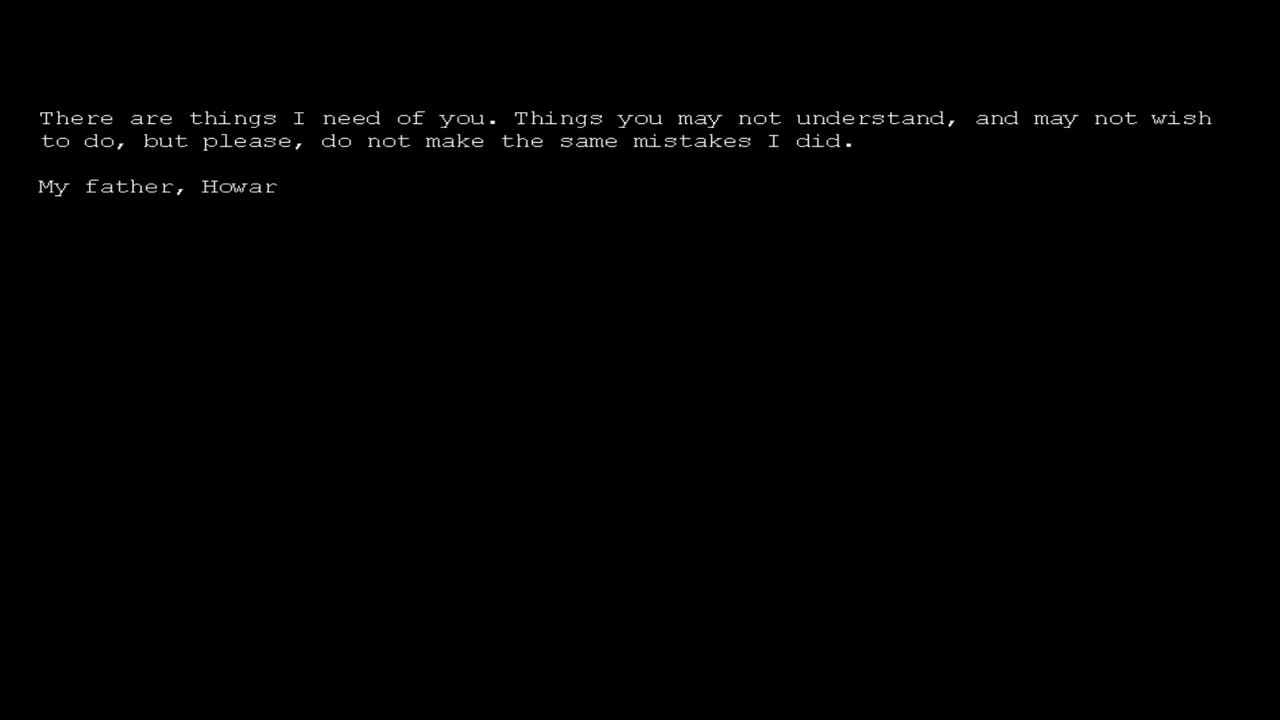 There are things I need of you. Things you may not understand, and may not wish
to do, but please, do not make the same mistakes I did.
My father, Howar